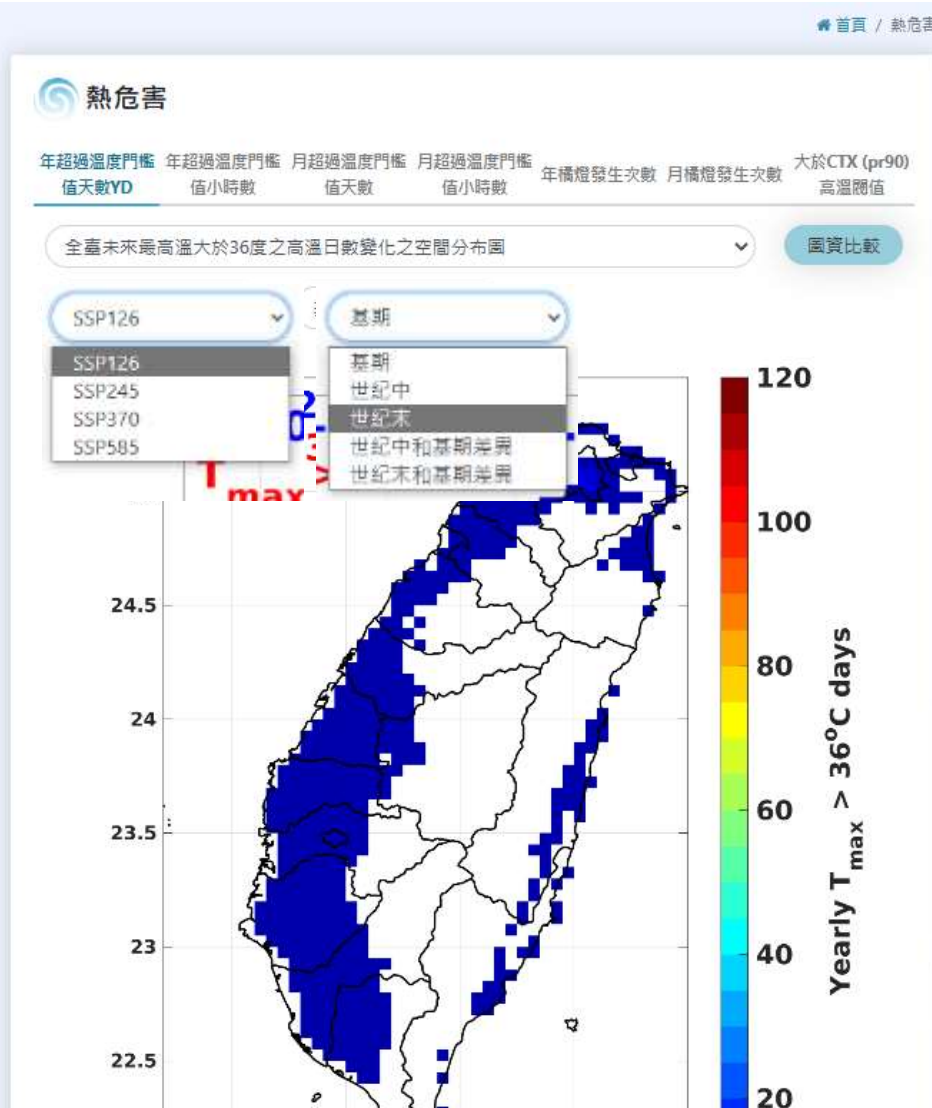 首頁 / 熱危害
熱危害
年超過溫度門檻值天數YD
年超過溫度門檻值小時數
月超過溫度門檻值天數
月超過溫度門檻值小時數
年橘燈發生次數
月橘燈發生次數
大於CTX (pr90)高溫閥值
全臺未來最高溫大於36度之高溫日數變化之空間分布圖
圖資比較
SSP126
SSP126
SSP245
SSP370
SSP585
基期
基期
世紀中
世紀末
世紀中和基期差異
世紀末和基期差異
Tmax >
24.5
24
23.5
23
22.5
120
100
80
60
40
20
Yearly Tmax > 36°C days